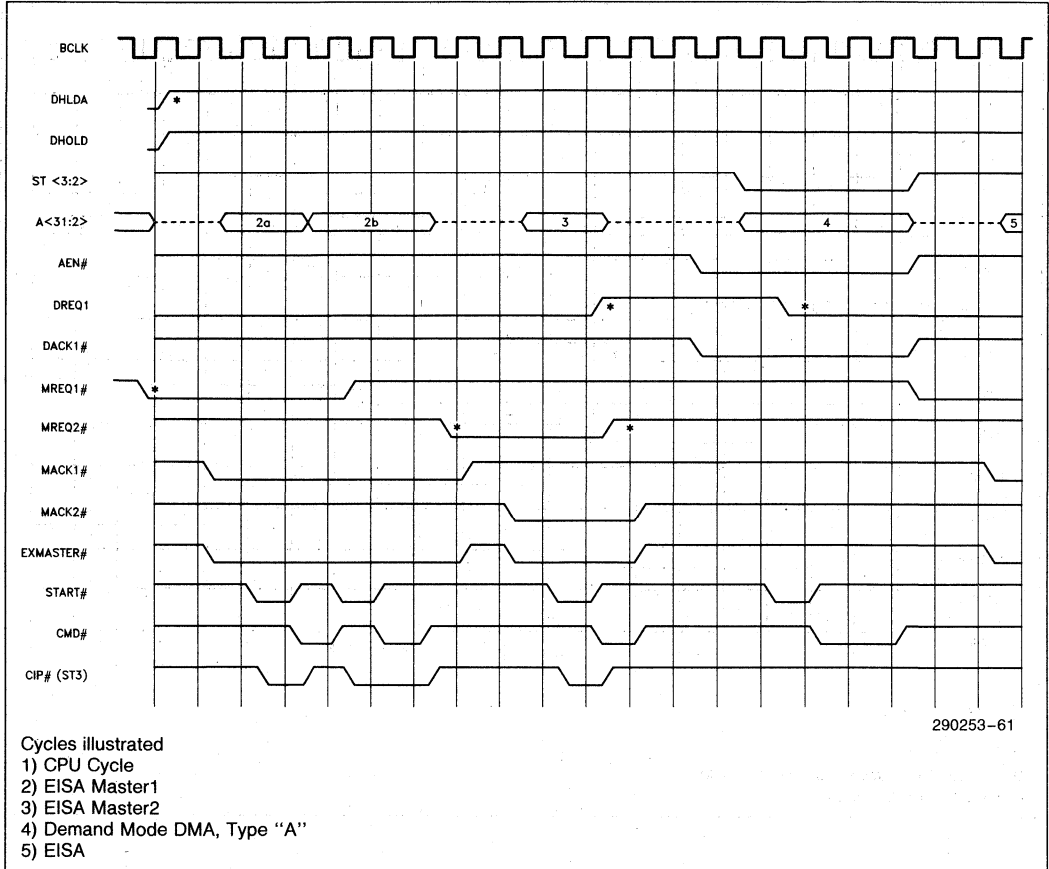 BCLK
DHLDA
*
DHOLD
ST <3:2>
A<31:2>
2a
2b
3
4
5
AEN#
DREQ1
*
*
DACK1#
MREQ1#
*
MREQ2#
*
*
MACK1#
MACK2#
EXMASTER#
START#
CMD#
CIP# (ST3)
290253-61
Cycles illustrated
1) CPU Cycle
2) EISA Master1
3) EISA Master2
4) Demand Mode DMA, Type ‘‘A’’
5) EISA